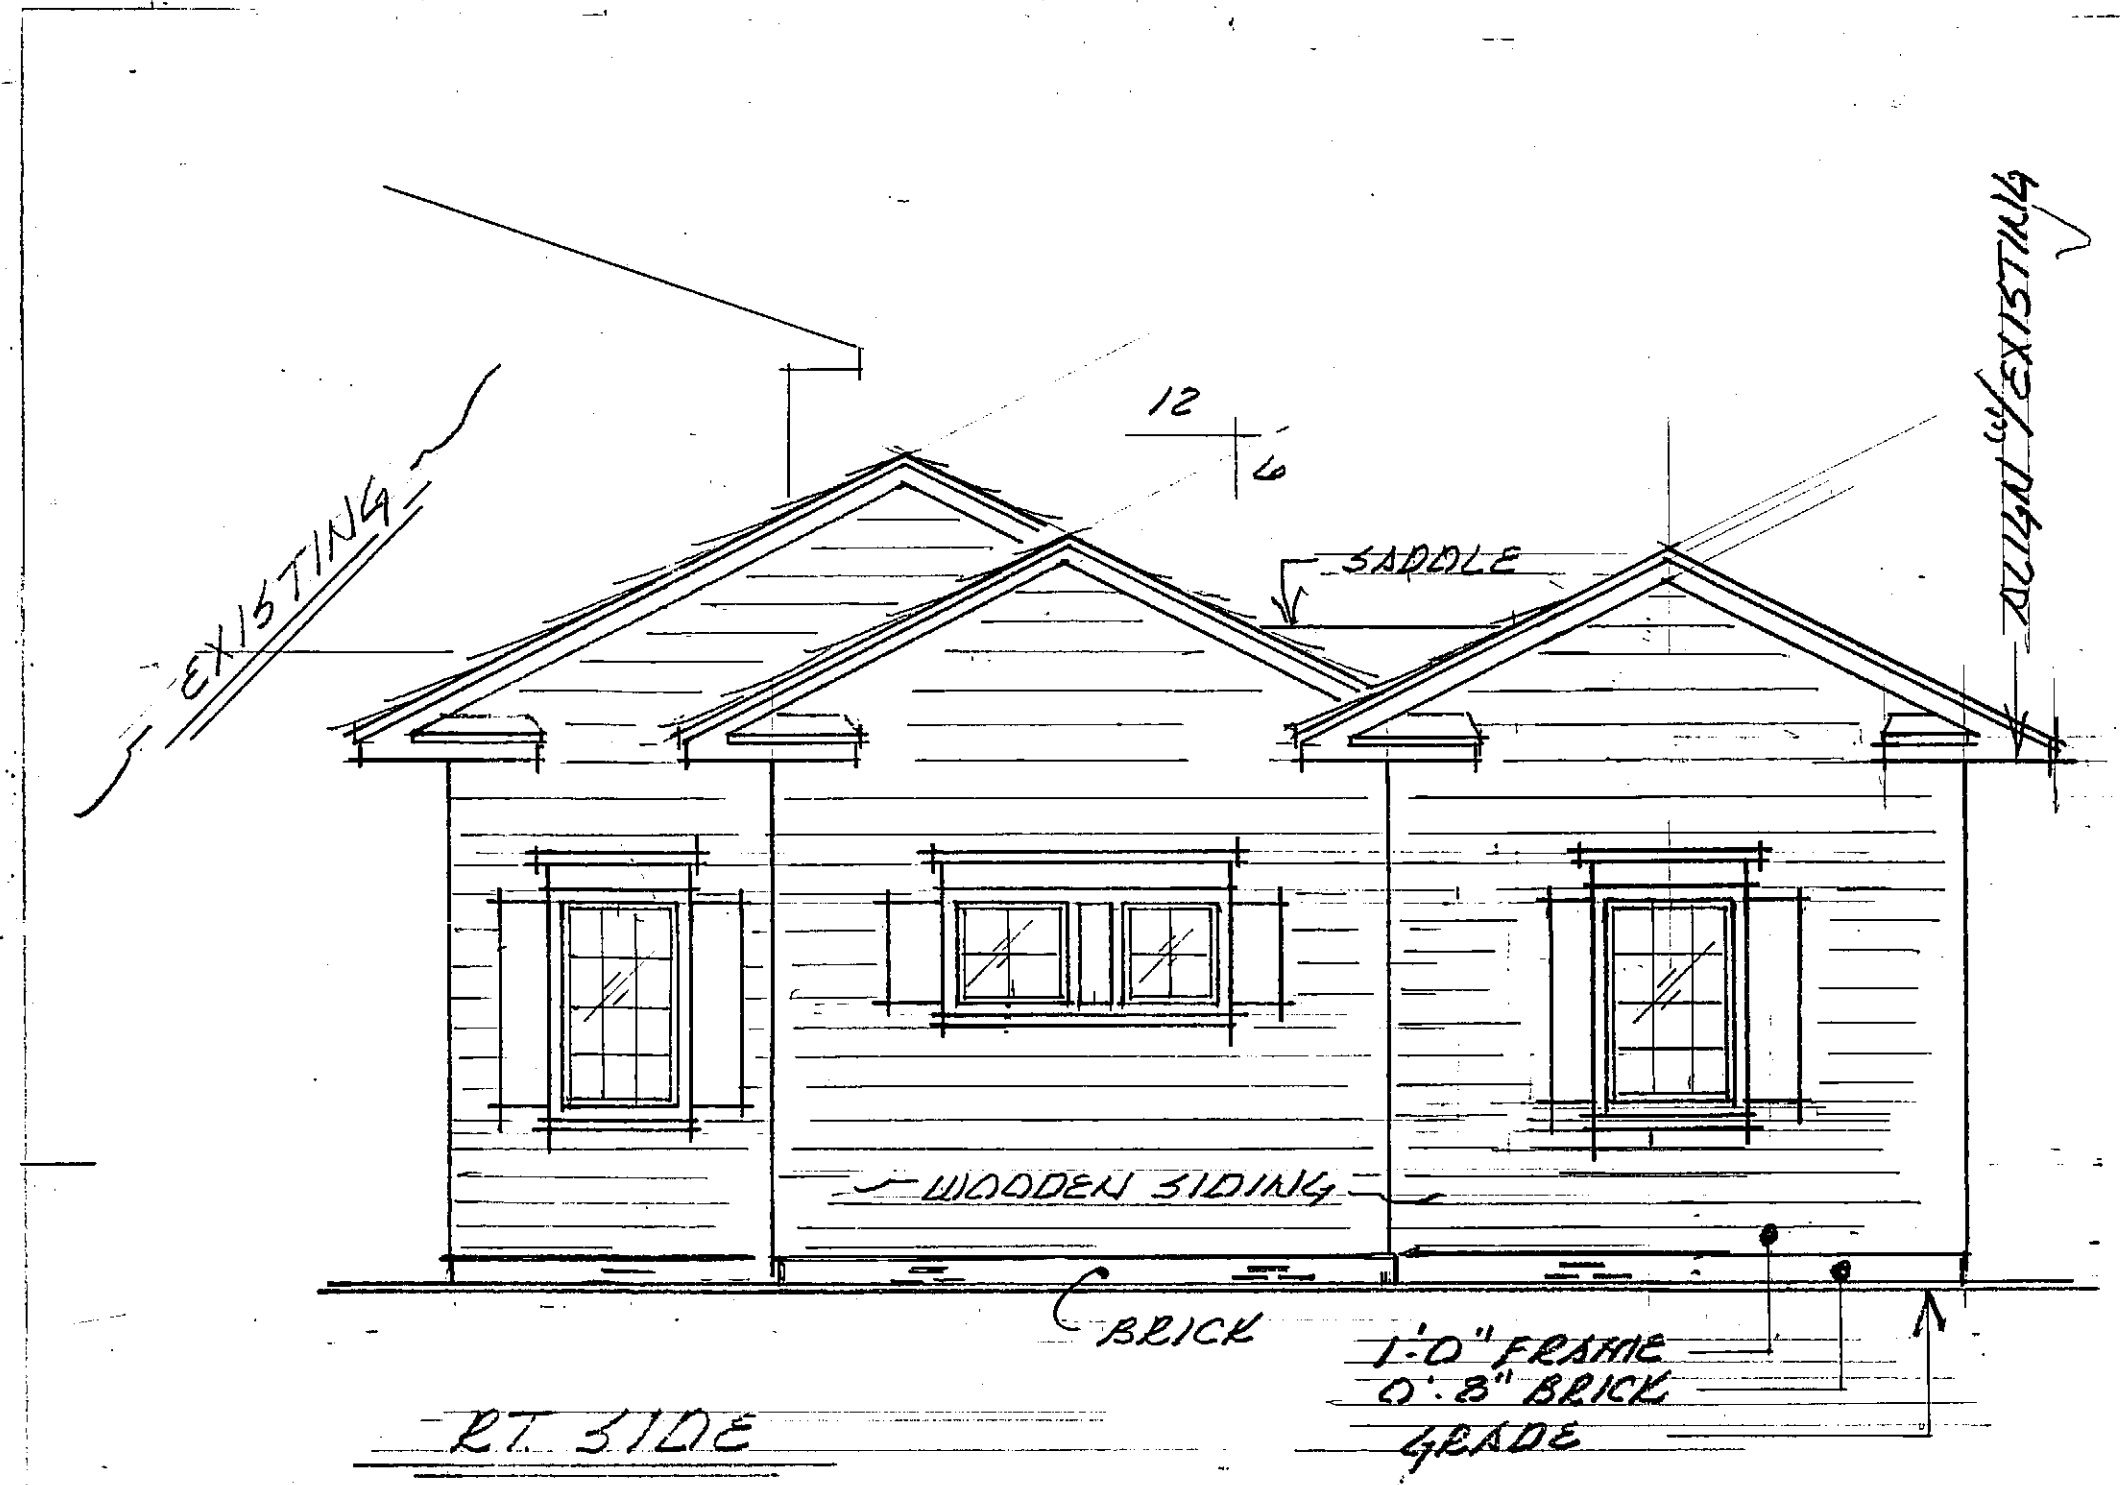 EXISTING
12
6
SADDLE
ALIGN W/EXISTING
WOODEN SIDING
BRICK
1'-0" FRAME
0'-8" BRICK
GRADE
RT. SIDE